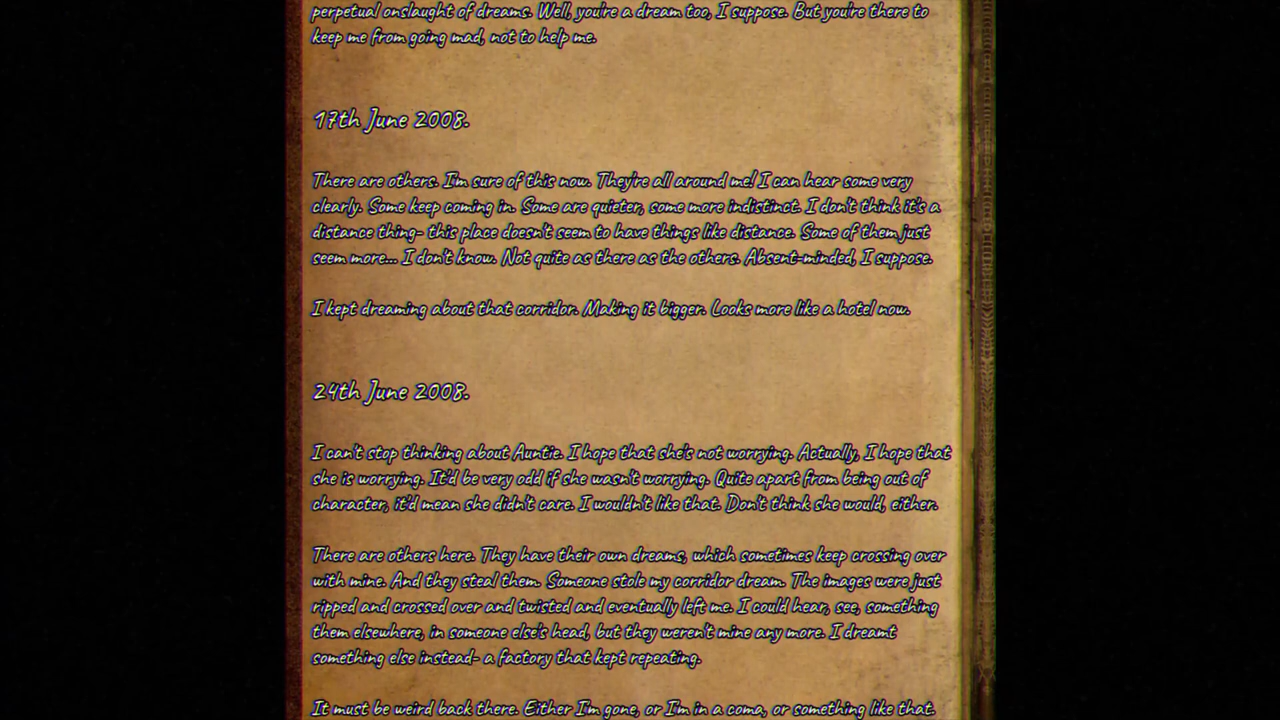 perpetual onslaught of dreams. Well, you're a dream too, I suppose. But you're there to
keep me from going mad, not to help me.
17th June 2008.
There are others. I'm sure of this now. They're all around me! I can hear some very
clearly. Some keep coming in. Some are quieter, some more indistinct. I don't think it's a
distance thing- this place doesn't seem to have things like distance. Some of them just
seem more... I don't know. Not quite as there as the others. Absent-minded, I suppose.
I kept dreaming about that corridor. Making it bigger. Looks more like a hotel now.
24th June 2008.
I can't stop thinking about Auntie. I hope that she's not worrying. Actually, I hope that
she is worrying. It'd be very odd if she wasn't worrying. Quite apart from being out of
character, it'd mean she didn't care. I wouldn't like that. Don't think she would, either.
There are others here. They have their own dreams, which sometimes keep crossing over
with mine. And they steal them. Someone stole my corridor dream. The images were just
ripped and crossed over and twisted and eventually left me. I could hear, see, something
them elsewhere, in someone else's head, but they weren't mine any more. I dreamt
something else instead- a factory that kept repeating.
It must be weird back there. Either I'm gone, or I'm in a coma, or something like that.